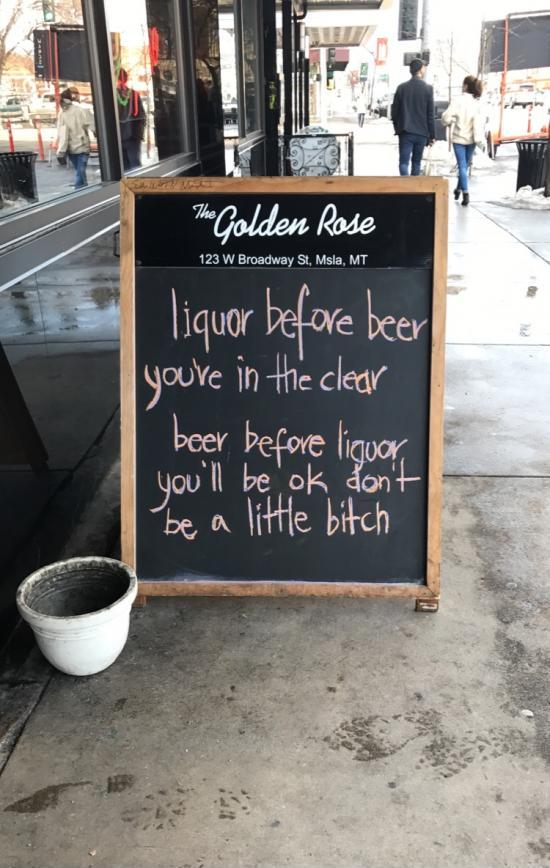 The Golden Rose
123 W Broadway St, Msla, MT
liquor before beer
you're in the clear
beer before liquor
you'll be ok don't
be a little bitch